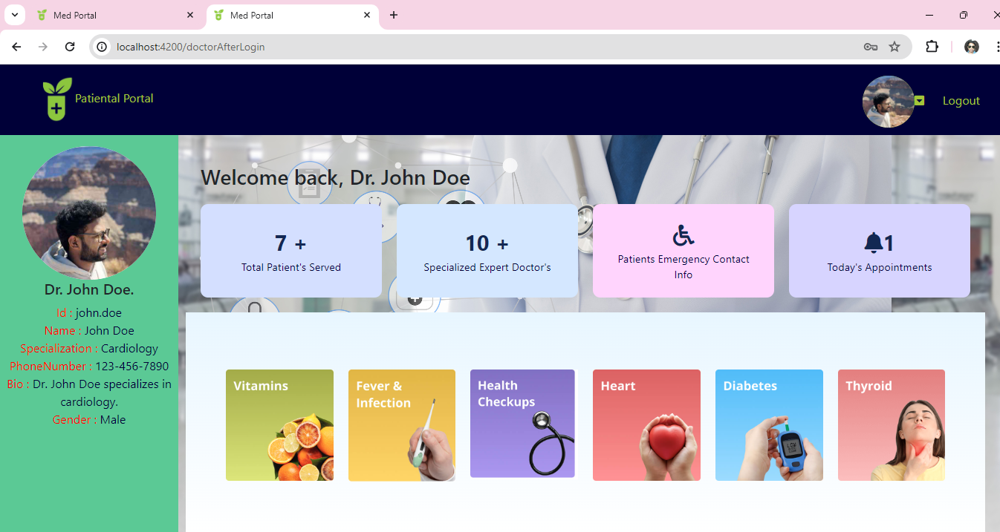 Med Portal
Med Portal
localhost:4200/doctorAfterLogin
Patiental Portal
Logout
Dr. John Doe.
Id : john.doe
Name : John Doe
Specialization : Cardiology
PhoneNumber : 123-456-7890
Bio : Dr. John Doe specializes in
cardiology.
Gender : Male
Welcome back, Dr. John Doe
7 +
Total Patient's Served
10 +
Specialized Expert Doctor's
Patients Emergency Contact
Info
1
Today's Appointments
Vitamins
Fever &
Infection
Health
Checkups
Heart
Diabetes
Thyroid